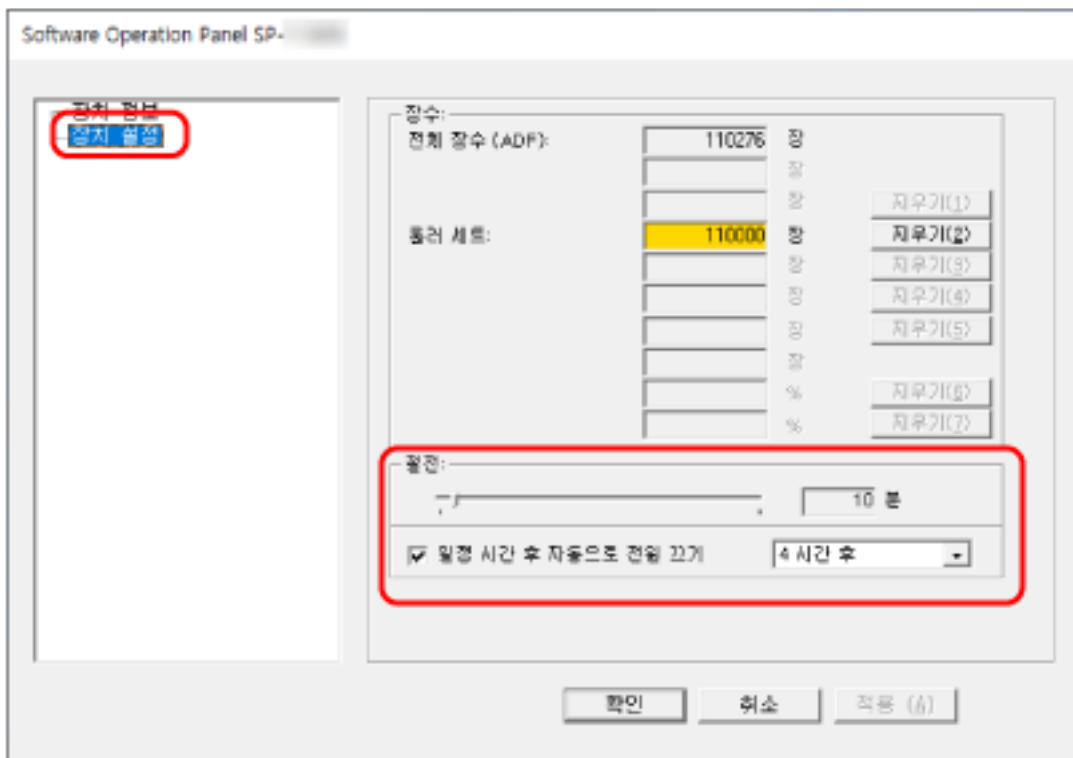 Software Operation Panel SP-
장치 정보
장치 설정
장수:
전체 장수 (ADF): 110276 장
장
장 지우기(1)
롤러 세트: 110000 장 지우기(2)
장 지우기(3)
장 지우기(4)
장 지우기(5)
장
% 지우기(6)
% 지우기(7)
절전:
10 분
일정 시간 후 자동으로 전원 끄기 4 시간 후
확인 취소 적용 (A)